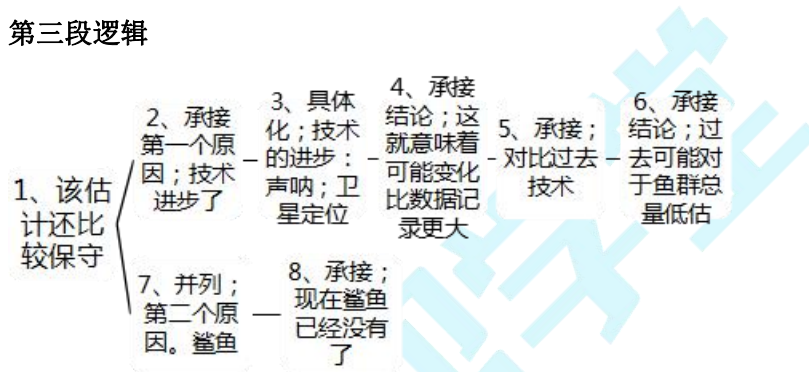 第三段逻辑
1、该估
计还比
较保守
2、承接
第一个原
因；技术
进步了
3、具体
化；技术
的进步：
声呐；卫
星定位
4、承接
结论；这
就意味着
可能变化
比数据记
录更大
5、承接；
对比过去
技术
6、承接
结论；过
去可能对
于鱼群总
量低估
7、并列；
第二个原
因。鲨鱼
8、承接；
现在鲨鱼
已经没有
了